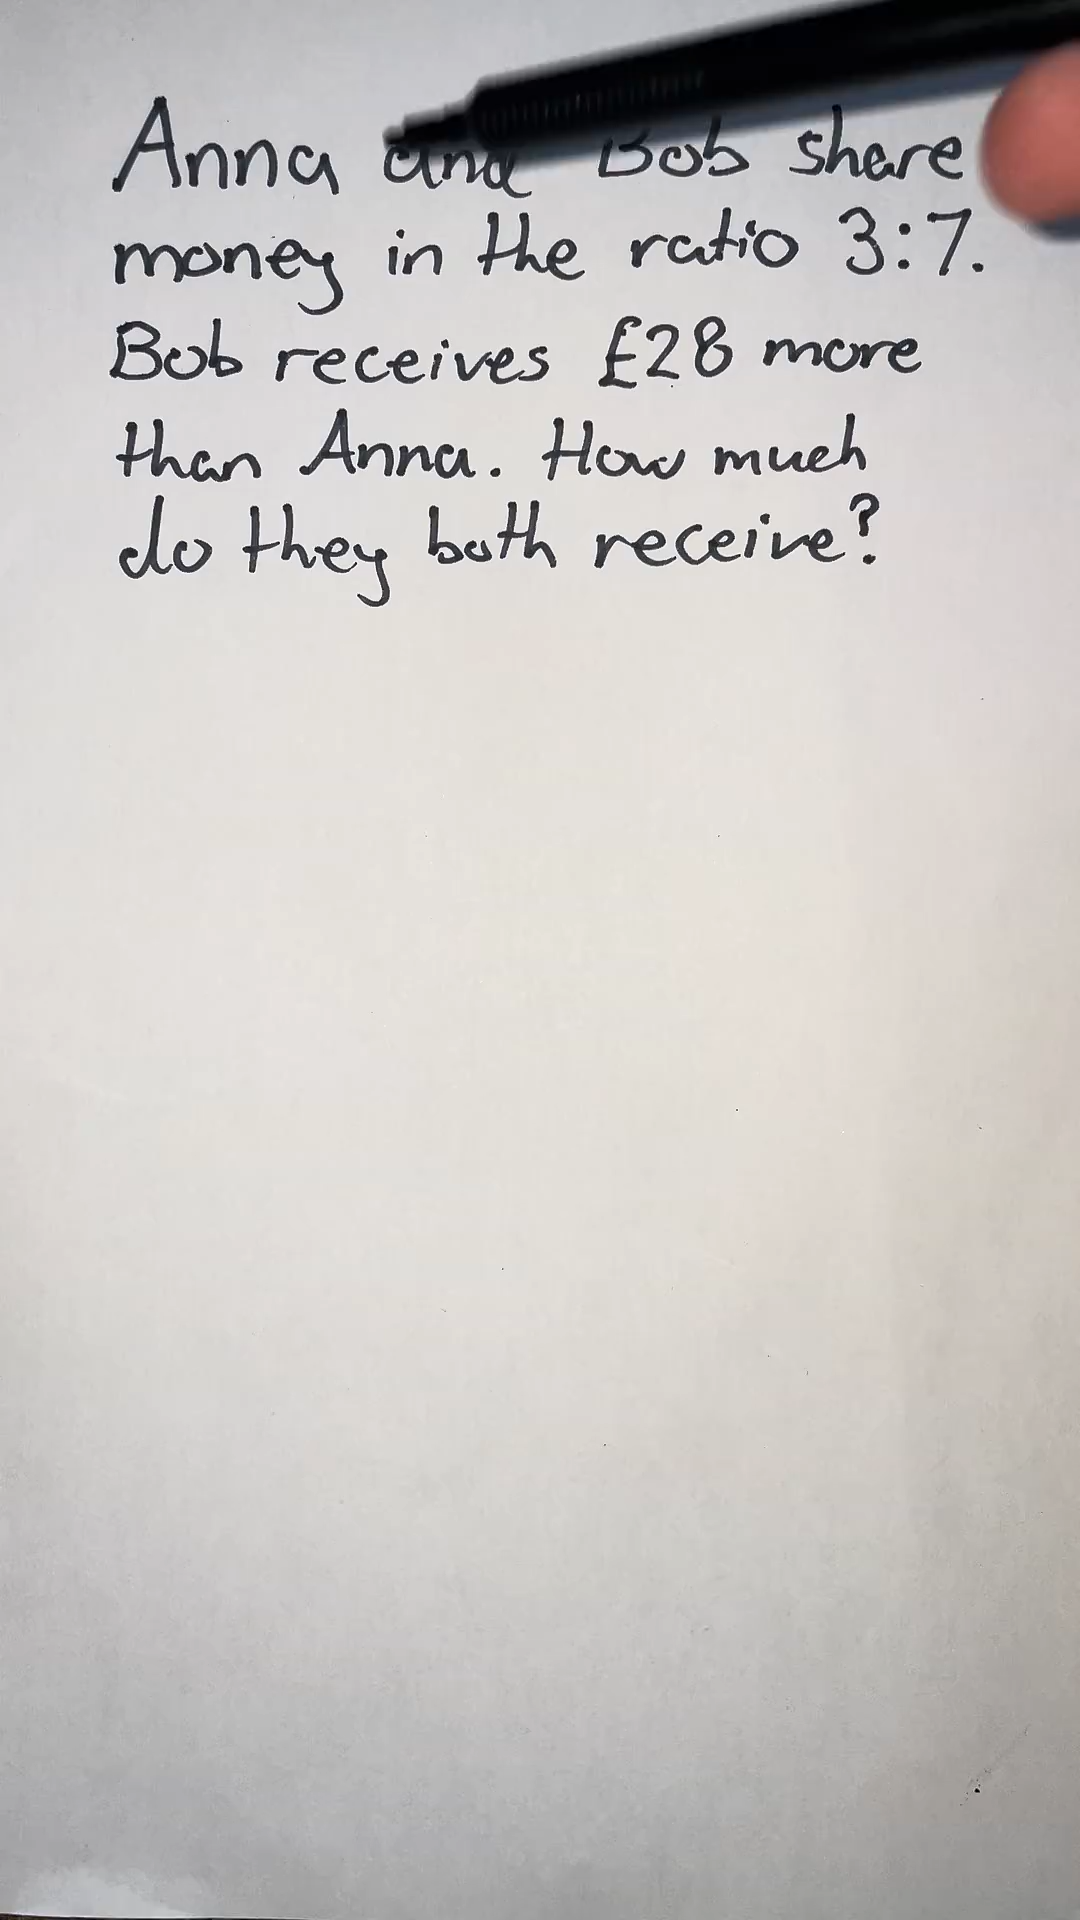 Anna and Bob share
money in the ratio 3:7.
Bob receives £28 more
than Anna. How much
do they both receive?